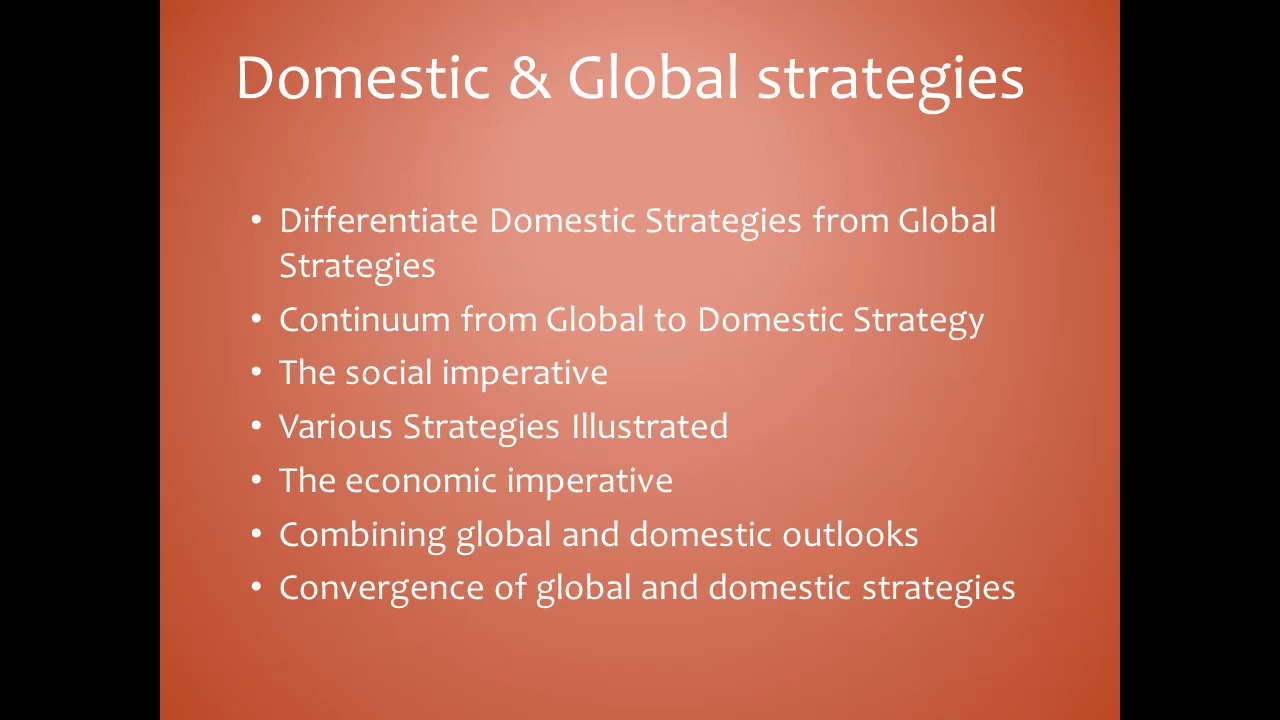 Domestic & Global strategies
• Differentiate Domestic Strategies from Global
Strategies
• Continuum from Global to Domestic Strategy
• The social imperative
• Various Strategies Illustrated
• The economic imperative
• Combining global and domestic outlooks
• Convergence of global and domestic strategies